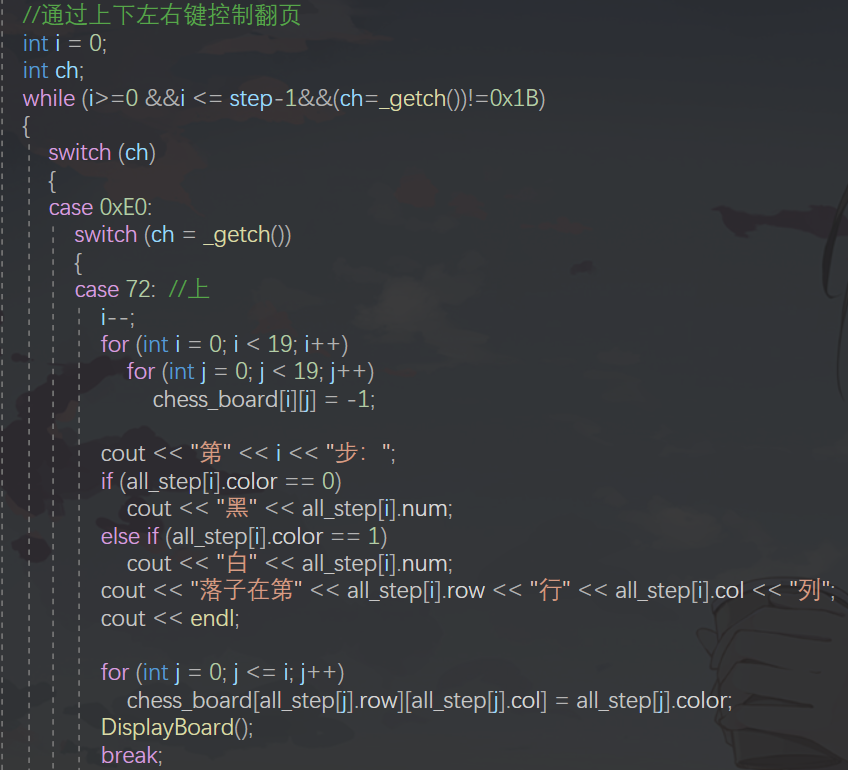 //通过上下左右键控制翻页
int i = 0;
int ch;
while (i>=0 &&i <= step-1&&(ch=_getch())!=0x1B)
{
switch (ch)
{
case 0xE0:
switch (ch = _getch())
{
case 72:  //上
i--;
for (int i = 0; i < 19; i++)
for (int j = 0; j < 19; j++)
chess_board[i][j] = -1;
cout << "第" << i << "步： ";
if (all_step[i].color == 0)
cout << "黑" << all_step[i].num;
else if (all_step[i].color == 1)
cout << "白" << all_step[i].num;
cout << "落子在第" << all_step[i].row << "行" << all_step[i].col << "列";
cout << endl;
for (int j = 0; j <= i; j++)
chess_board[all_step[j].row][all_step[j].col] = all_step[j].color;
DisplayBoard();
break;